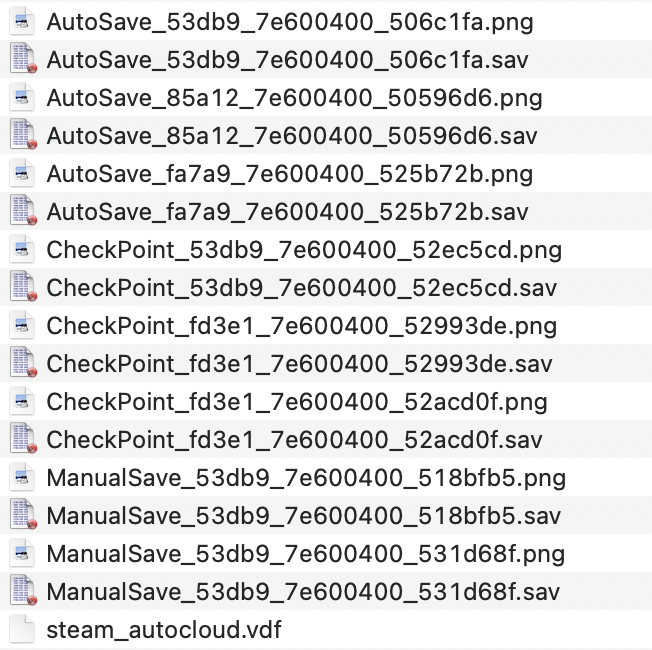 AutoSave_53db9_7e600400_506c1fa.png
AutoSave_53db9_7e600400_506c1fa.sav
AutoSave_85a12_7e600400_50596d6.png
AutoSave_85a12_7e600400_50596d6.sav
AutoSave_fa7a9_7e600400_525b72b.png
AutoSave_fa7a9_7e600400_525b72b.sav
CheckPoint_53db9_7e600400_52ec5cd.png
CheckPoint_53db9_7e600400_52ec5cd.sav
CheckPoint_fd3e1_7e600400_52993de.png
CheckPoint_fd3e1_7e600400_52993de.sav
CheckPoint_fd3e1_7e600400_52acd0f.png
CheckPoint_fd3e1_7e600400_52acd0f.sav
ManualSave_53db9_7e600400_518bfb5.png
ManualSave_53db9_7e600400_518bfb5.sav
ManualSave_53db9_7e600400_531d68f.png
ManualSave_53db9_7e600400_531d68f.sav
steam_autocloud.vdf